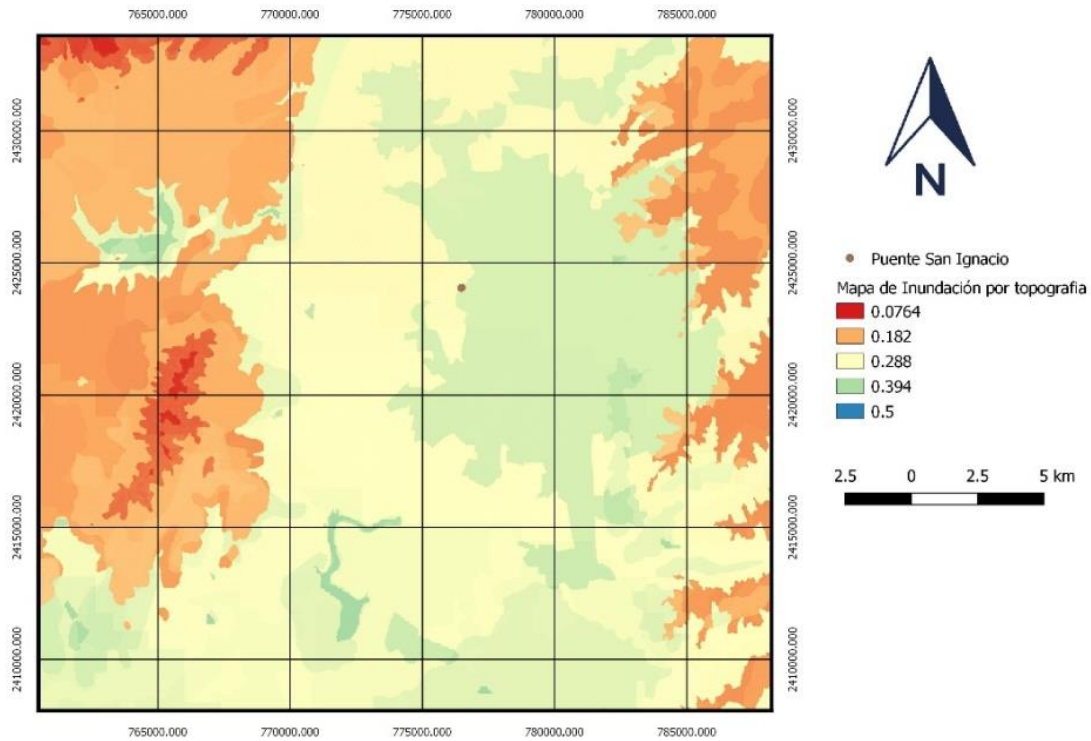 765000.000 770000.000 775000.000 780000.000 785000.000
2430000.000 2430000.000
2425000.000 2425000.000
2420000.000 2420000.000
2415000.000 2415000.000
2410000.000 2410000.000
765000.000 770000.000 775000.000 780000.000 785000.000
N
Puente San Ignacio
Mapa de Inundación por topografia
0.0764
0.182
0.288
0.394
0.5
2.5 0 2.5 5 km